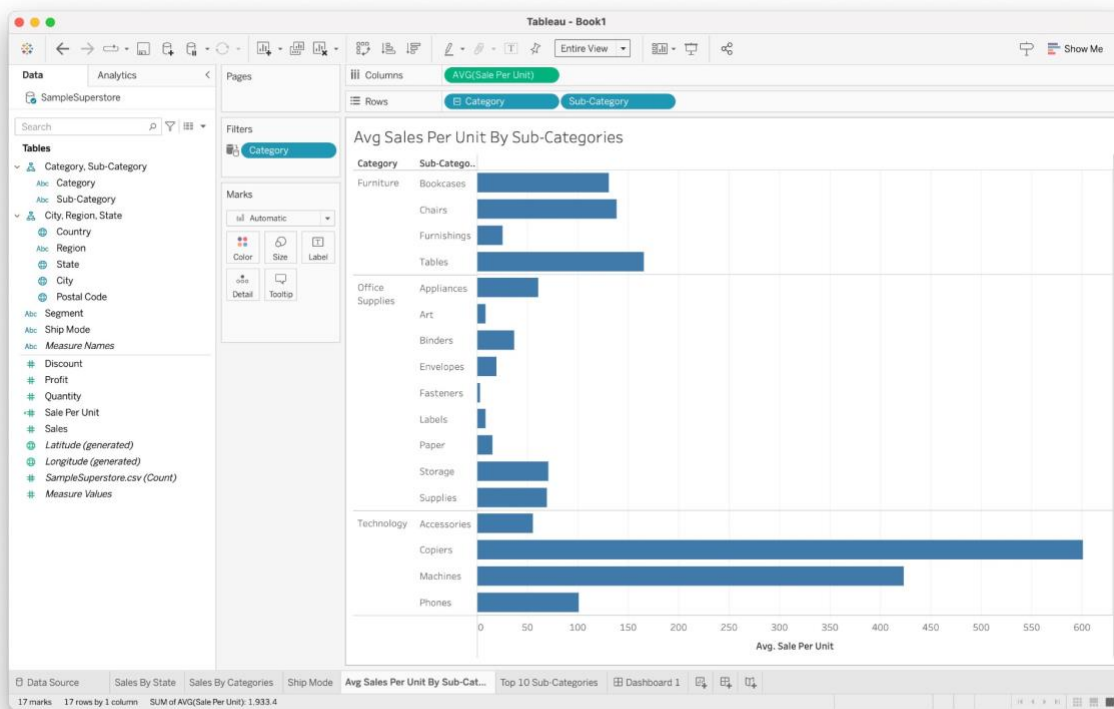 Tableau - Book1
Entire View
Show Me
Data
Analytics
Pages
Columns
AVG(Sale Per Unit)
SampleSuperstore
Rows
Category
Sub-Category
Search
Filters
Category
Avg Sales Per Unit By Sub-Categories
Tables
Category, Sub-Category
Abc Category
Abc Sub-Category
City, Region, State
Country
Abc Region
State
City
Postal Code
Abc Segment
Abc Ship Mode
Abc Measure Names
Discount
Profit
Quantity
Sale Per Unit
Sales
Latitude (generated)
Longitude (generated)
SampleSuperstore.csv (Count)
Measure Values
Marks
Automatic
Color
Size
Label
Detail
Tooltip
Category
Sub-Catego..
Furniture
Bookcases
Chairs
Furnishings
Tables
Office
Supplies
Appliances
Art
Binders
Envelopes
Fasteners
Labels
Paper
Storage
Supplies
Technology
Accessories
Copiers
Machines
Phones
0 50 100 150 200 250 300 350 400 450 500 550 600
Avg. Sale Per Unit
Data Source
Sales By State
Sales By Categories
Ship Mode
Avg Sales Per Unit By Sub-Cat...
Top 10 Sub-Categories
Dashboard 1
17 marks 17 rows by 1 column SUM of AVG(Sale Per Unit): 1,933.4